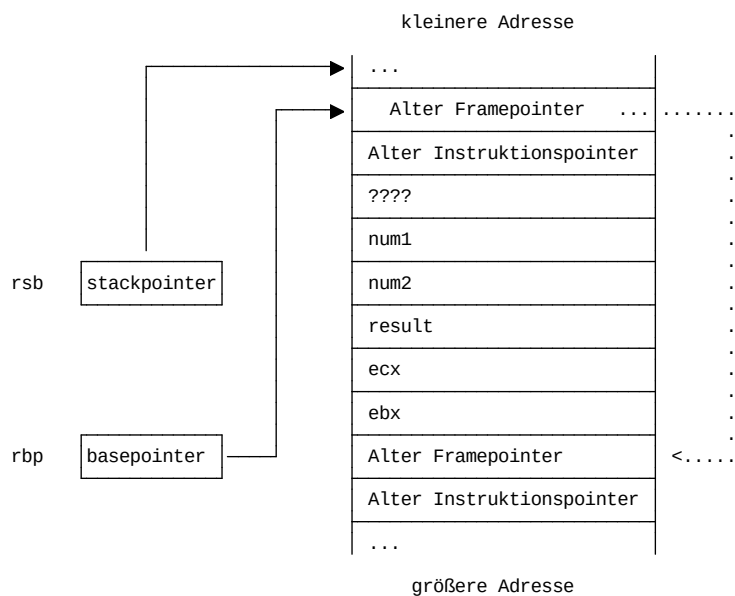 kleinere Adresse
...
Alter Framepointer ... .......
Alter Instruktionspointer
????
num1
rsb stackpointer num2
result
ecx
ebx
rbp basepointer Alter Framepointer <.....
Alter Instruktionspointer
...
größere Adresse